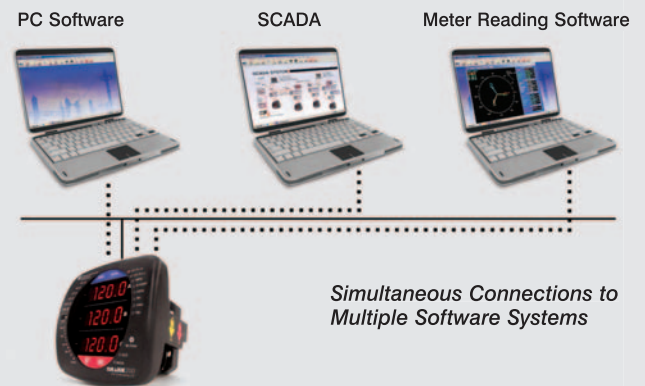 PC Software
SCADA
Meter Reading Software
120.0
120.0
120.0
Simultaneous Connections to
Multiple Software Systems